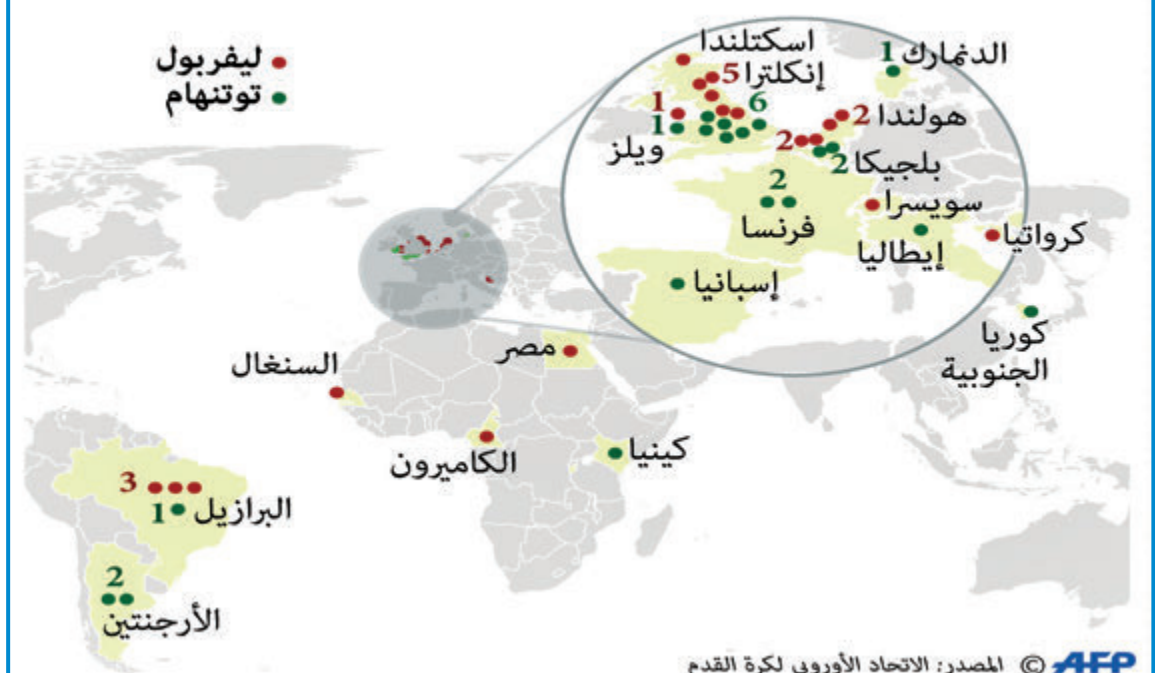 ليفربول
توتنهام
اسكتلندا
5 إنكلترا
6
1
1
ويلز
الدنمارك 1
هولندا 2
2
بلجيكا 2
سويسرا
كرواتيا
2
فرنسا
إيطاليا
إسبانيا
كوريا
الجنوبية
مصر
السنغال
الكاميرون
كينيا
3
البرازيل 1
2
الأرجنتين
المصدر: الاتحاد الأوروبي لكرة القدم © AFP